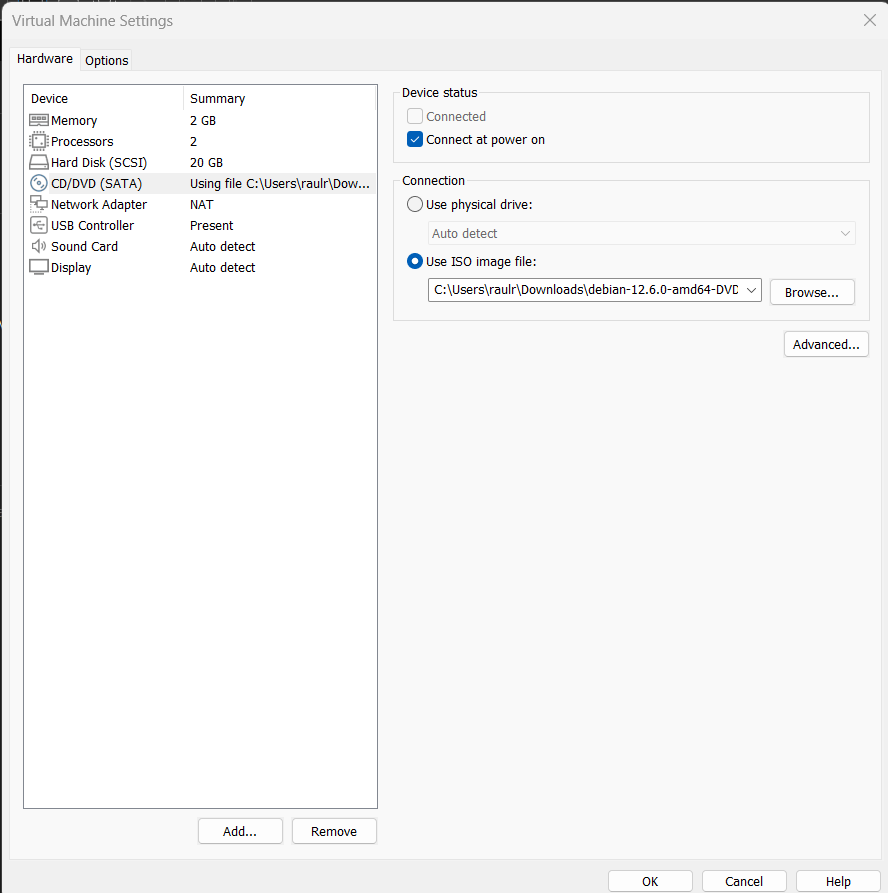 Virtual Machine Settings
Hardware Options
Device Summary
Memory 2 GB
Processors 2
Hard Disk (SCSI) 20 GB
CD/DVD (SATA) Using file C:\Users\raulr\Dow...
Network Adapter NAT
USB Controller Present
Sound Card Auto detect
Display Auto detect
Add... Remove
Device status
Connected
Connect at power on
Connection
Use physical drive:
Auto detect
Use ISO image file:
C:\Users\raulr\Downloads\debian-12.6.0-amd64-DVD Browse...
Advanced...
OK Cancel Help